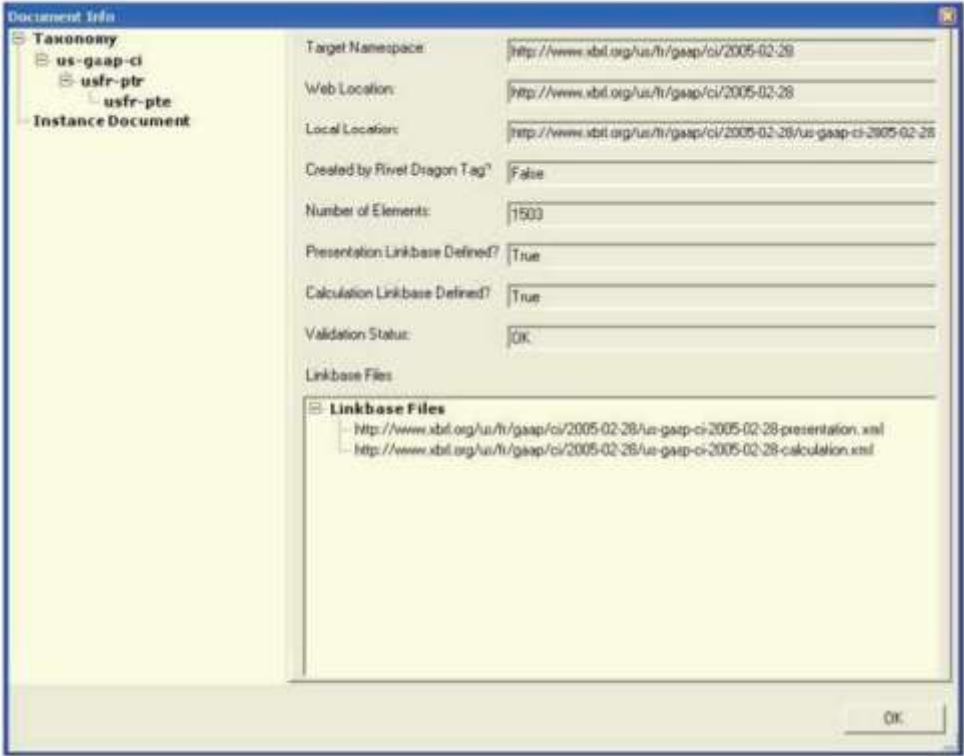 Document Info
Taxonomy
us-gaap-ci
usfr-ptr
usfr-pte
Instance Document
Target Namespace: http://www.xbrl.org/us/fr/gaap/ci/2005-02-28
Web Location: http://www.xbrl.org/us/fr/gaap/ci/2005-02-28
Local Location: http://www.xbrl.org/us/fr/gaap/ci/2005-02-28/us-gaap-ci-2005-02-28
Created by Rivet Dragon Tag? False
Number of Elements: 1503
Presentation Linkbase Defined? True
Calculation Linkbase Defined? True
Validation Status: OK
Linkbase Files
Linkbase Files
http://www.xbrl.org/us/fr/gaap/ci/2005-02-28/us-gaap-ci-2005-02-28-presentation.xml
http://www.xbrl.org/us/fr/gaap/ci/2005-02-28/us-gaap-ci-2005-02-28-calculation.xml
OK